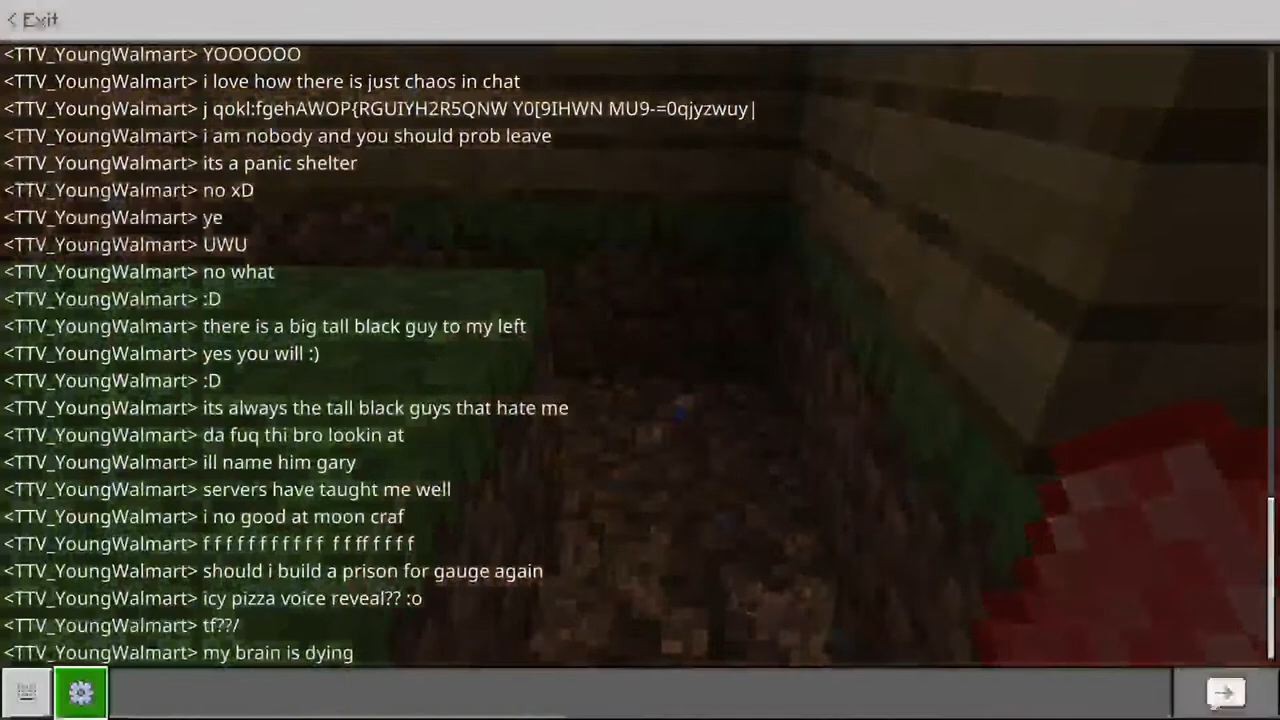 < Exit
<TTV_YoungWalmart> YOOOOOO
<TTV_YoungWalmart> i love how there is just chaos in chat
<TTV_YoungWalmart> j qokl:fgehAWOP{RGUIYH2R5QNW Y0[9IHWN MU9-=0qjyzwuy|
<TTV_YoungWalmart> i am nobody and you should prob leave
<TTV_YoungWalmart> its a panic shelter
<TTV_YoungWalmart> no xD
<TTV_YoungWalmart> ye
<TTV_YoungWalmart> UWU
<TTV_YoungWalmart> no what
<TTV_YoungWalmart> :D
<TTV_YoungWalmart> there is a big tall black guy to my left
<TTV_YoungWalmart> yes you will :)
<TTV_YoungWalmart> :D
<TTV_YoungWalmart> its always the tall black guys that hate me
<TTV_YoungWalmart> da fuq thi bro lookin at
<TTV_YoungWalmart> ill name him gary
<TTV_YoungWalmart> servers have taught me well
<TTV_YoungWalmart> i no good at moon craf
<TTV_YoungWalmart> f f f f f f f f f f f  f f ff f f f f
<TTV_YoungWalmart> should i build a prison for gauge again
<TTV_YoungWalmart> icy pizza voice reveal?? :o
<TTV_YoungWalmart> tf??/
<TTV_YoungWalmart> my brain is dying